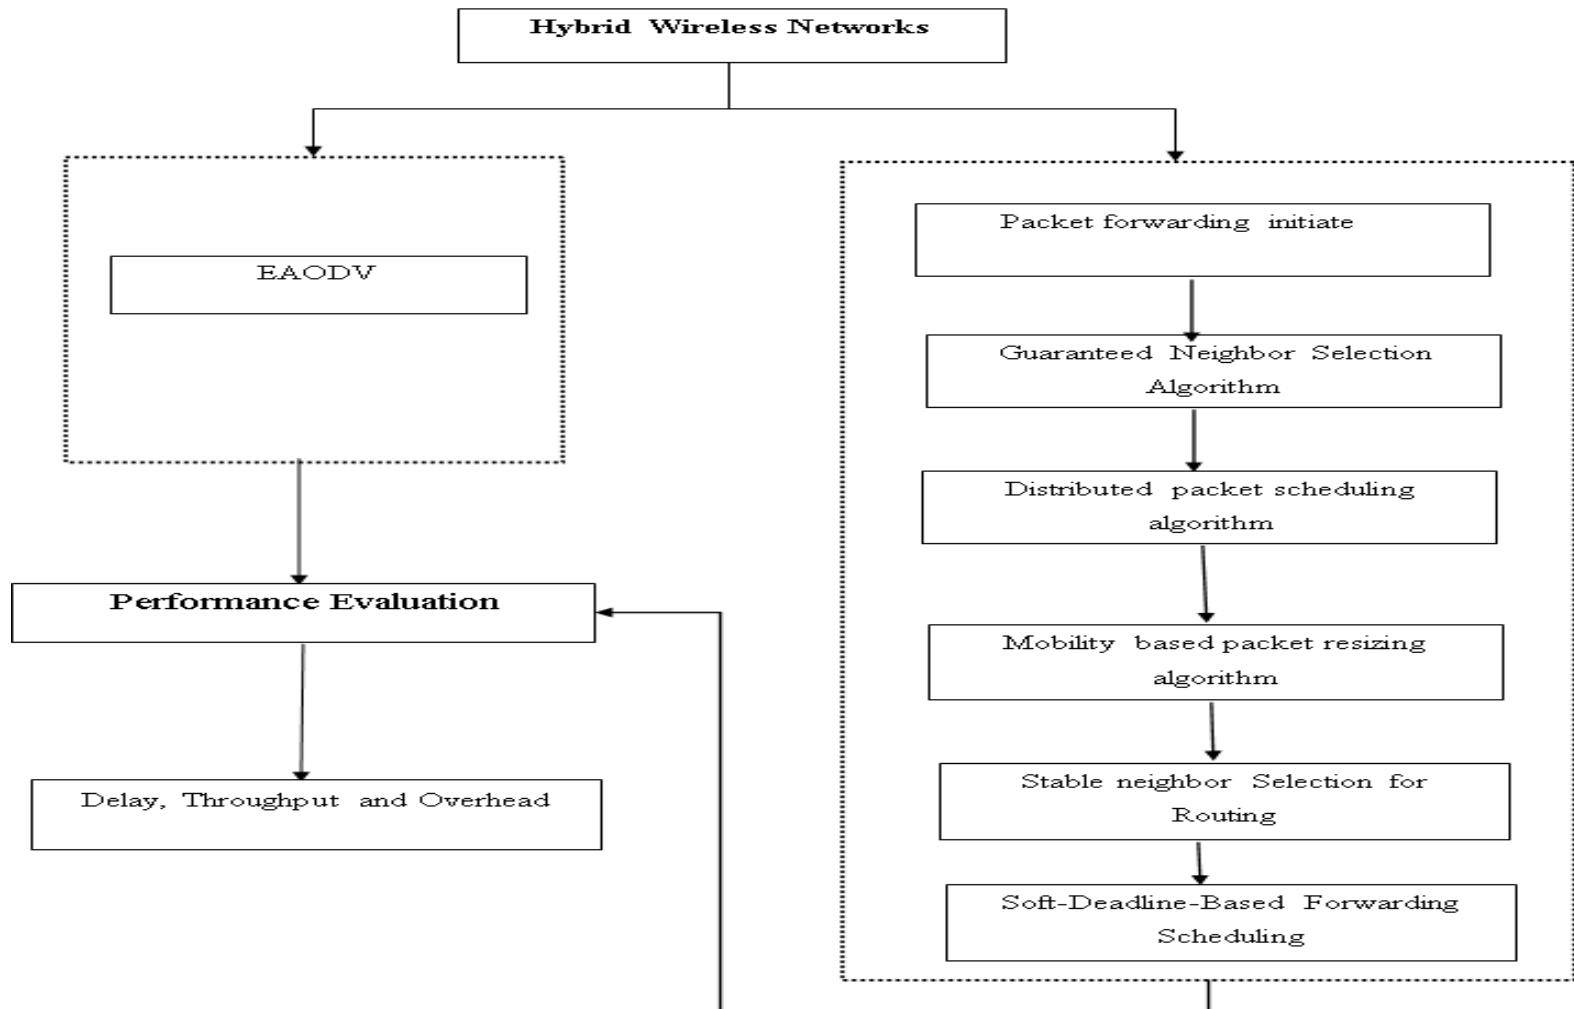 Hybrid Wireless Networks
EAODV
Performance Evaluation
Delay, Throughput and Overhead
Packet forwarding initiate
Guaranteed Neighbor Selection
Algorithm
Distributed packet scheduling
algorithm
Mobility based packet resizing
algorithm
Stable neighbor Selection for
Routing
Soft-Deadline-Based Forwarding
Scheduling